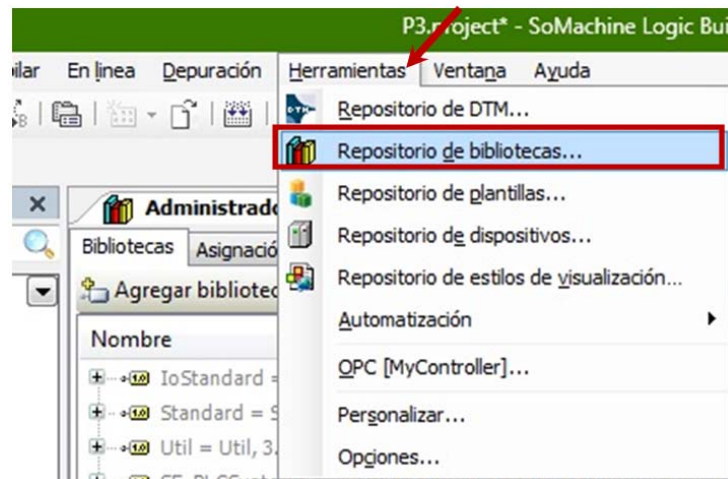 P3.project* - SoMachine Logic Bui
ilar En línea Depuración Herramientas Ventana Ayuda
Repositorio de DTM...
Repositorio de bibliotecas...
Repositorio de plantillas...
Repositorio de dispositivos...
Repositorio de estilos de visualización...
Automatización
OPC [MyController]...
Personalizar...
Opciones...
Administrado
Bibliotecas Asignació
Agregar bibliotec
Nombre
IoStandard =
Standard = S
Util = Util, 3.